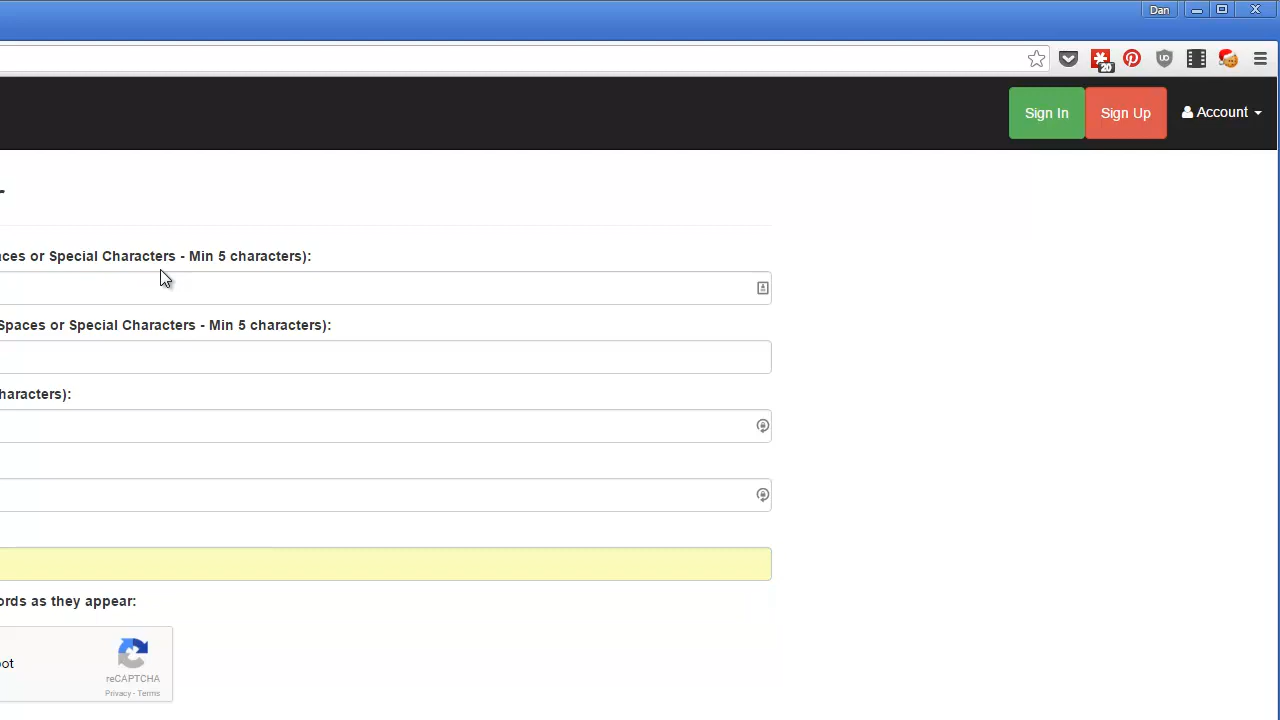 Dan
20
Sign In
Sign Up
Account
aces or Special Characters - Min 5 characters):
Spaces or Special Characters - Min 5 characters):
haracters):
ords as they appear:
ot
reCAPTCHA
Privacy - Terms